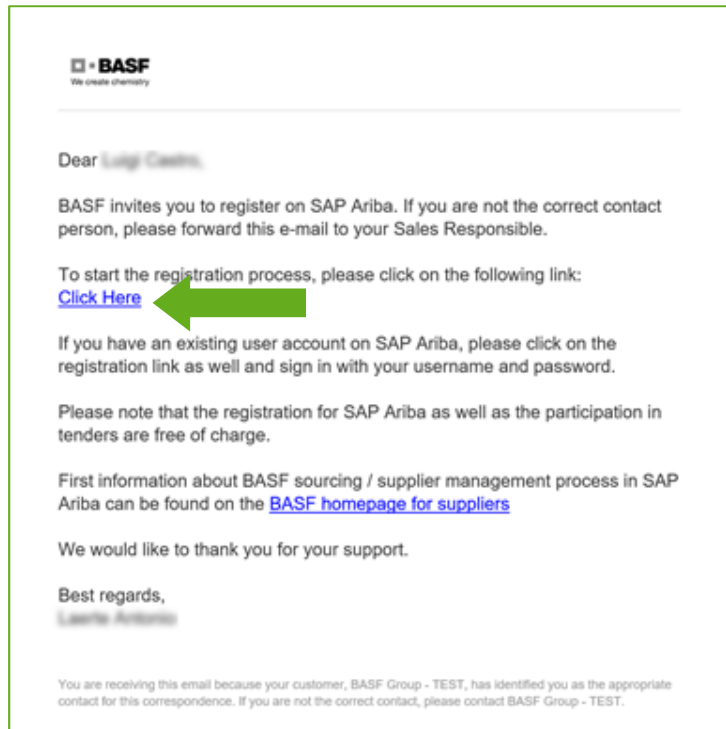 BASF
We create chemistry
Dear
BASF invites you to register on SAP Ariba. If you are not the correct contact
person, please forward this e-mail to your Sales Responsible.
To start the registration process, please click on the following link:
Click Here
If you have an existing user account on SAP Ariba, please click on the
registration link as well and sign in with your username and password.
Please note that the registration for SAP Ariba as well as the participation in
tenders are free of charge.
First information about BASF sourcing / supplier management process in SAP
Ariba can be found on the BASF homepage for suppliers
We would like to thank you for your support.
Best regards,
You are receiving this email because your customer, BASF Group - TEST, has identified you as the appropriate
contact for this correspondence. If you are not the correct contact, please contact BASF Group - TEST.